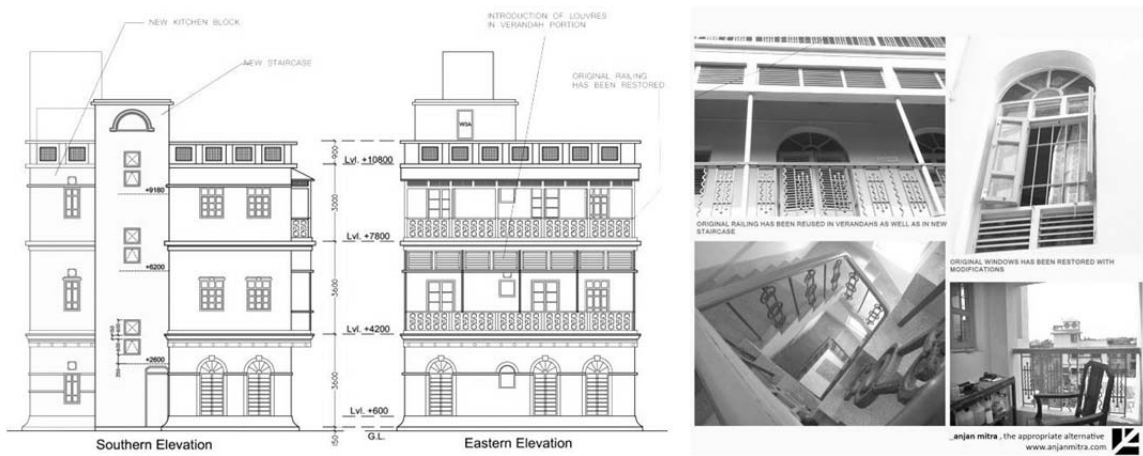 NEW KITCHEN BLOCK
NEW STAIRCASE
INTRODUCTION OF LOUVRES
IN VERANDAH PORTION
ORIGINAL RAILING
HAS BEEN RESTORED
W5A
900
Lvl. +10800
+9180
3000
Lvl. +7800
+6200
3600
Lvl. +4200
+2600
3600
Lvl. +600
G.L.
Southern Elevation
Eastern Elevation
ORIGINAL RAILING HAS BEEN REUSED IN VERANDAHS AS WELL AS IN NEW
STAIRCASE
ORIGINAL WINDOWS HAS BEEN RESTORED WITH
MODIFICATIONS
_anjan mitra , the appropriate alternative
www.anjanmitra.com